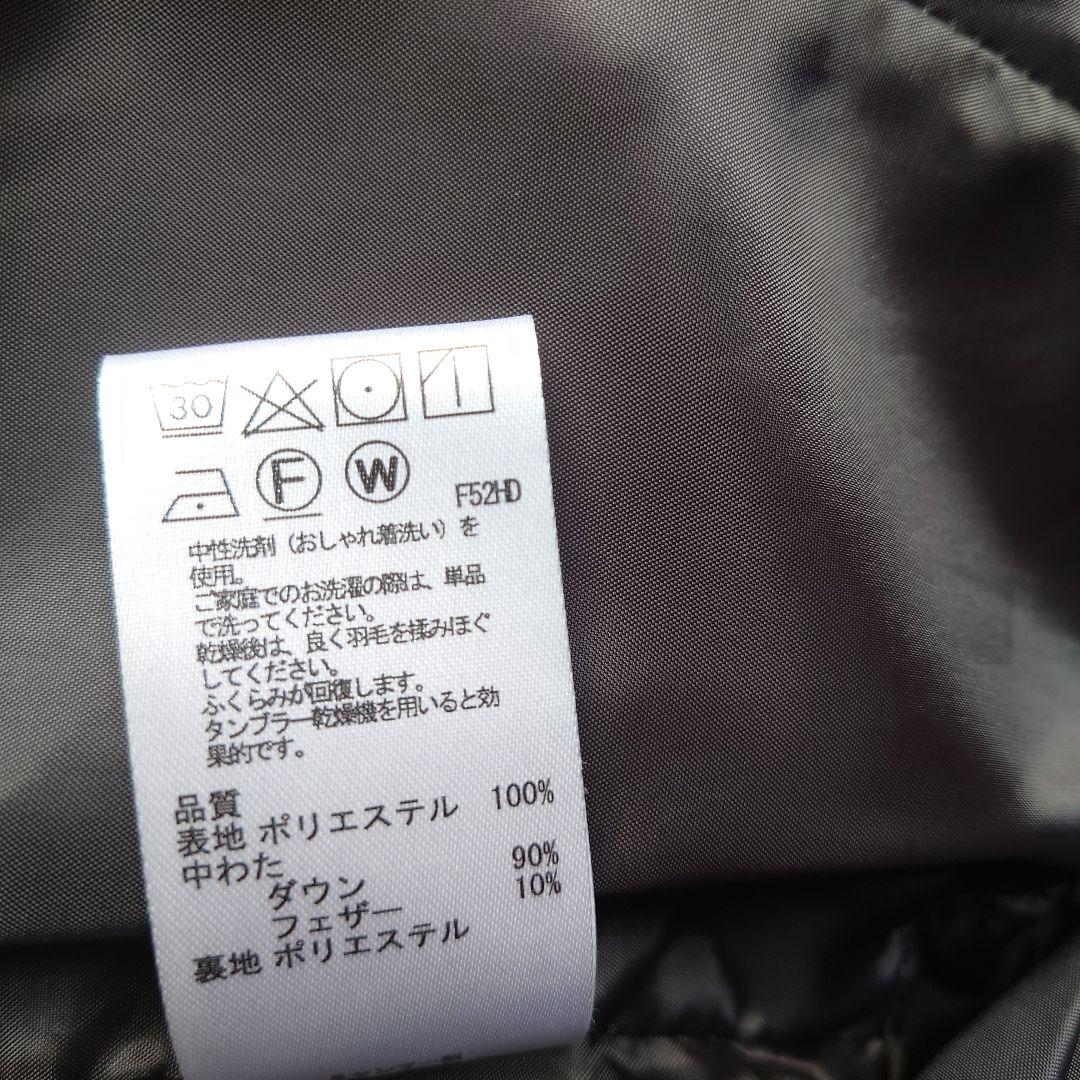 30
F W F52HD
中性洗剤（おしゃれ着洗い）を
使用。
ご家庭でのお洗濯の際は、単品
で洗ってください。
乾燥後は、良く羽毛を揉みほぐ
してください。
ふくらみが回復します。
タンブラー乾燥機を用いると効
果的です。
品質
表地 ポリエステル 100%
中わた
ダウン 90%
フェザー 10%
裏地 ポリエステル